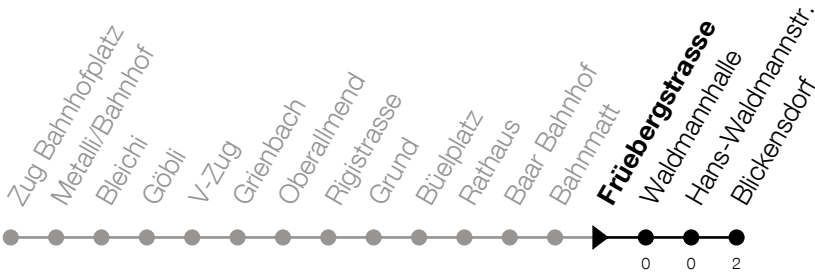 Zug Bahnhofplatz
Metalli/Bahnhof
Bleichi
Göbli
V-Zug
Grienbach
Oberallmend
Rigistrasse
Grund
Büelplatz
Rathaus
Baar Bahnhof
Bahnmatt
Früebergstrasse
Waldmannhalle
Hans-Waldmannstr.
Blickensdorf
0 0 2